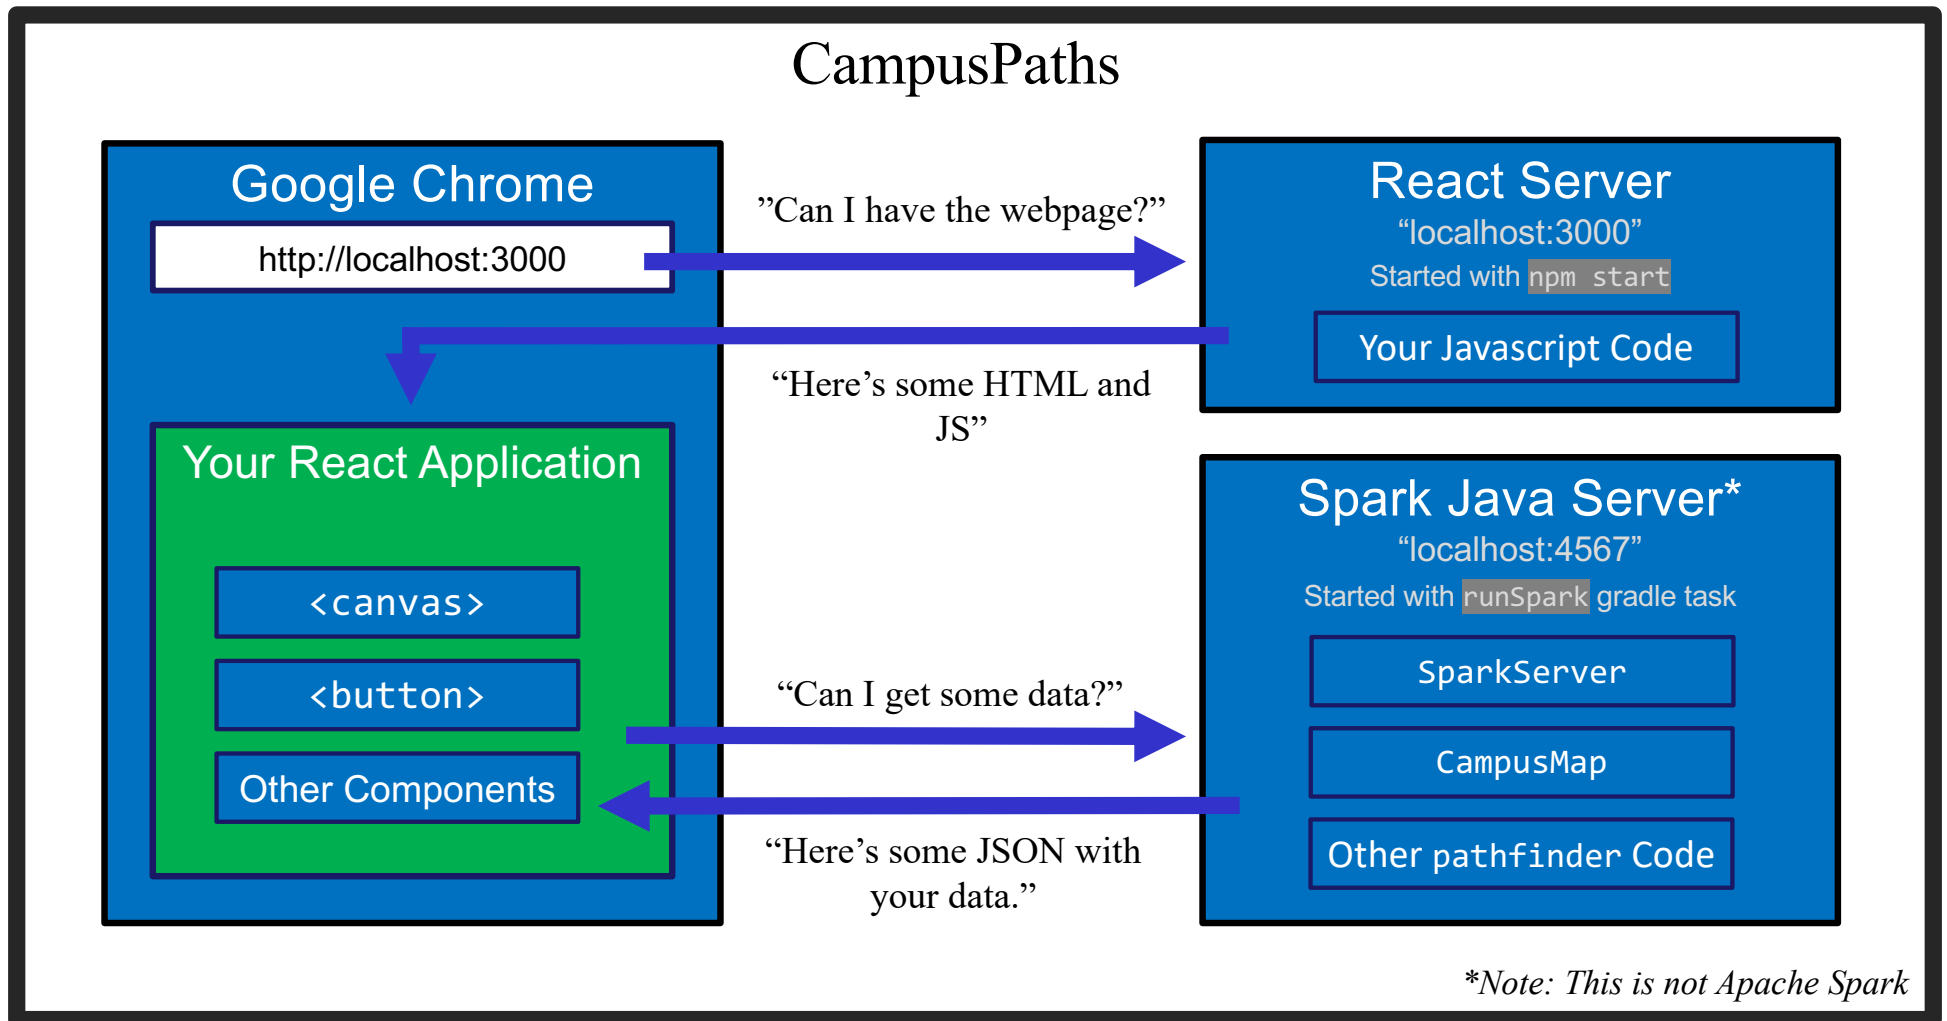 CampusPaths
Google Chrome
http://localhost:3000
”Can I have the webpage?”
“Here’s some HTML and
JS”
React Server
“localhost:3000”
Started with npm start
Your Javascript Code
Your React Application
<canvas>
<button>
Other Components
“Can I get some data?”
“Here’s some JSON with
your data.”
Spark Java Server*
“localhost:4567”
Started with runSpark gradle task
SparkServer
CampusMap
Other pathfinder Code
*Note: This is not Apache Spark